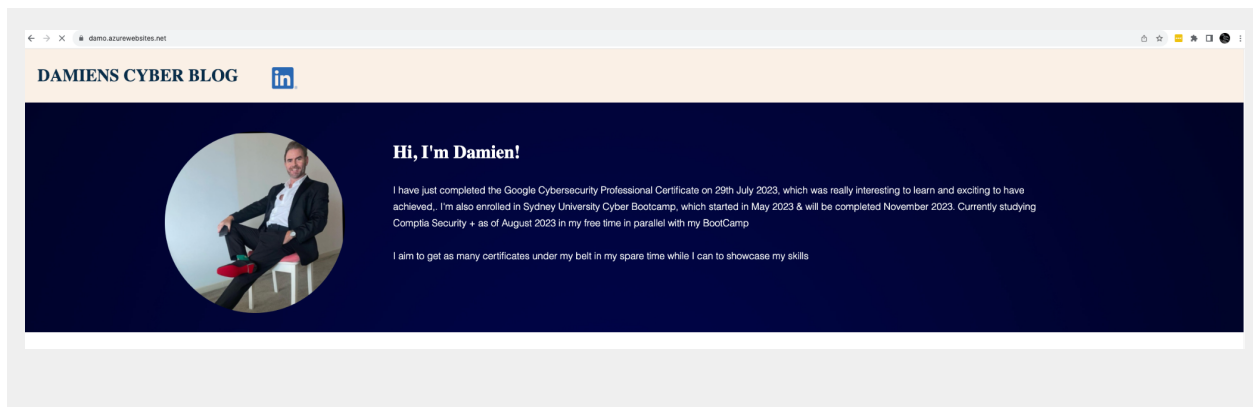 damo.azurewebsites.net
DAMIENS CYBER BLOG in
Hi, I'm Damien!
I have just completed the Google Cybersecurity Professional Certificate on 29th July 2023, which was really interesting to learn and exciting to have
achieved,. I'm also enrolled in Sydney University Cyber Bootcamp, which started in May 2023 & will be completed November 2023. Currently studying
Comptia Security + as of August 2023 in my free time in parallel with my BootCamp
I aim to get as many certificates under my belt in my spare time while I can to showcase my skills